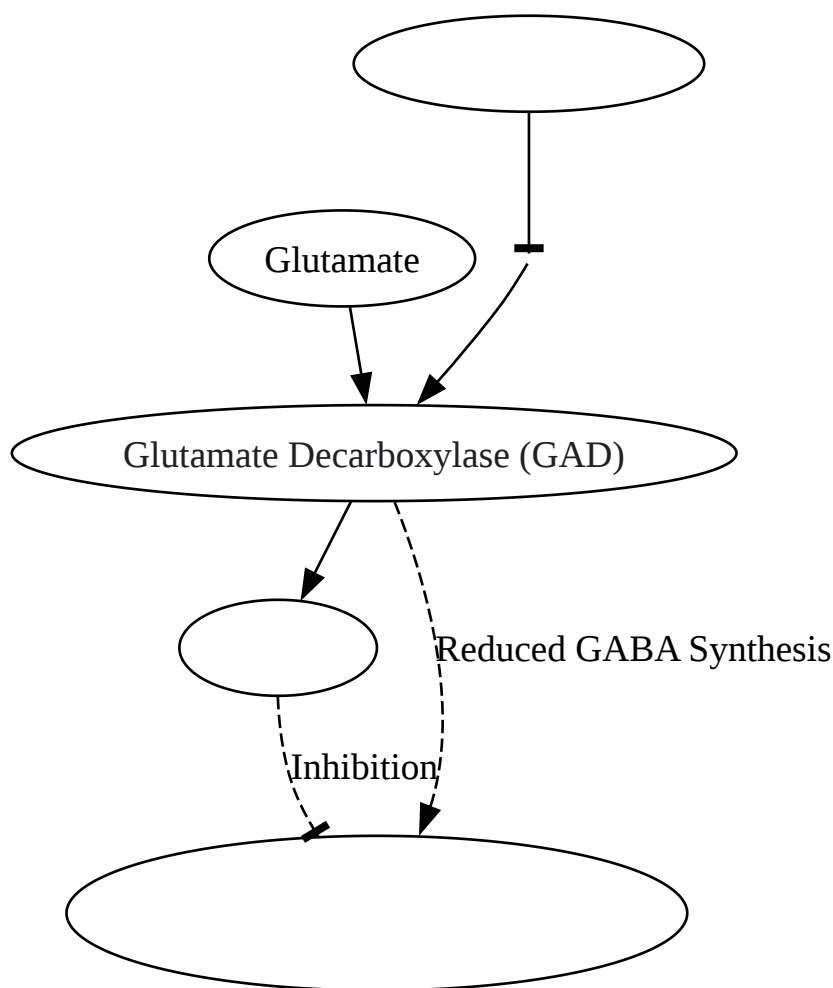 Glutamate
Glutamate Decarboxylase (GAD)
Reduced GABA Synthesis
Inhibition